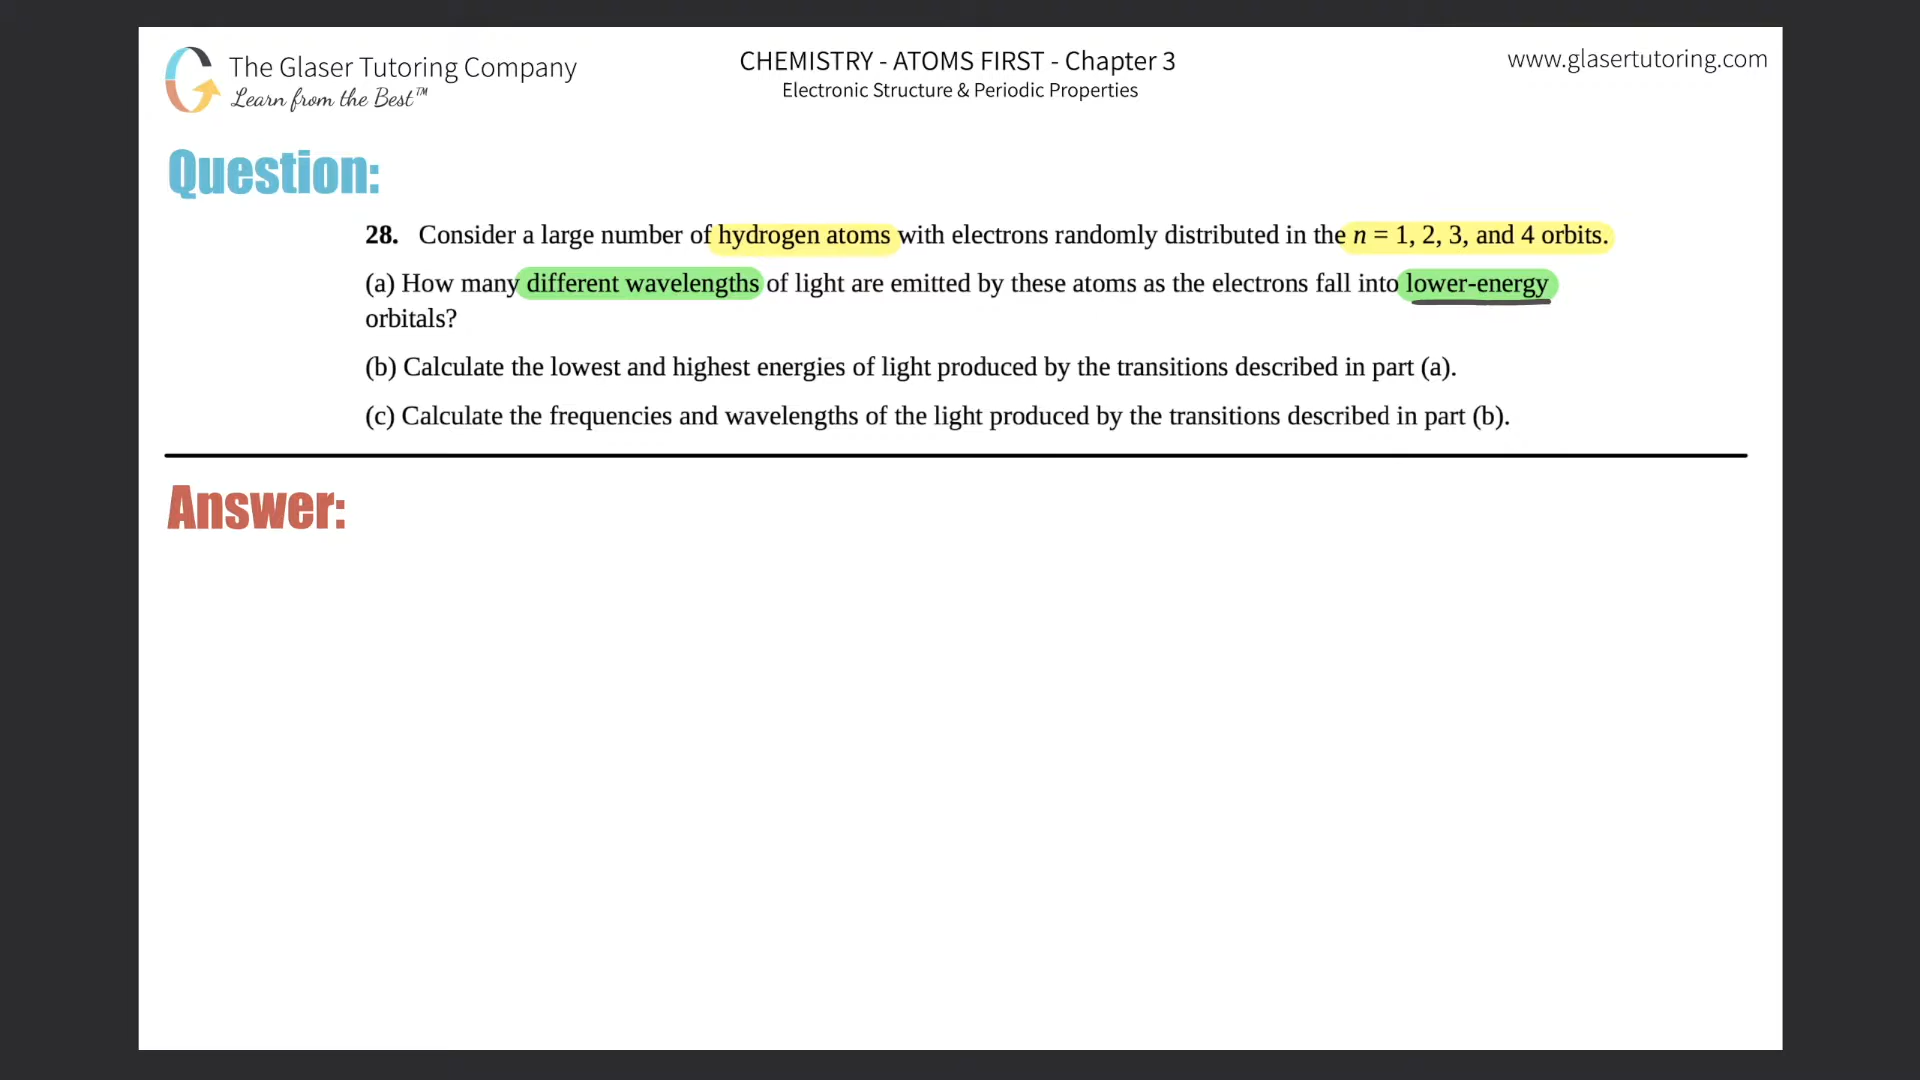 The Glaser Tutoring Company
Learn from the Best™
CHEMISTRY - ATOMS FIRST - Chapter 3
Electronic Structure & Periodic Properties
www.glasertutoring.com
Question:
28. Consider a large number of hydrogen atoms with electrons randomly distributed in the n = 1, 2, 3, and 4 orbits.
(a) How many different wavelengths of light are emitted by these atoms as the electrons fall into lower-energy
orbitals?
(b) Calculate the lowest and highest energies of light produced by the transitions described in part (a).
(c) Calculate the frequencies and wavelengths of the light produced by the transitions described in part (b).
Answer: